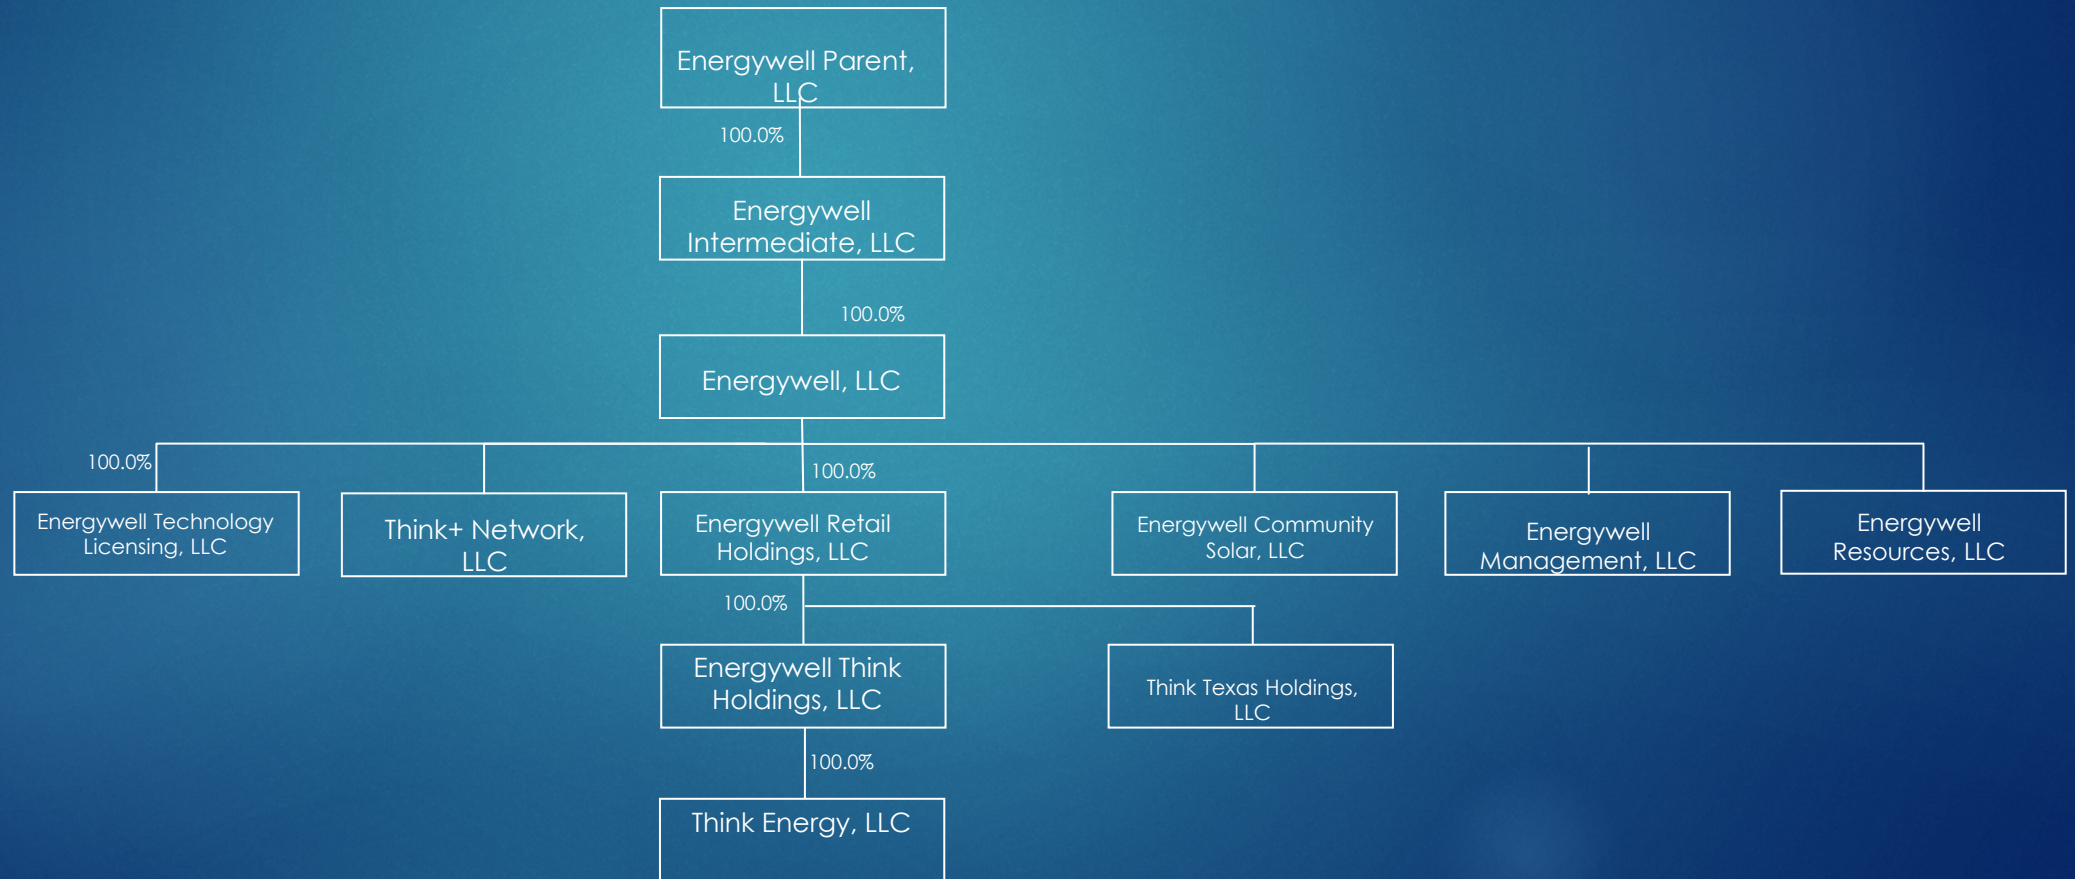 Energywell Parent,
LLC
100.0%
Energywell
Intermediate, LLC
100.0%
Energywell, LLC
100.0%
100.0%
Energywell Technology
Licensing, LLC
Think+ Network,
LLC
Energywell Retail
Holdings, LLC
Energywell Community
Solar, LLC
Energywell
Management, LLC
Energywell
Resources, LLC
100.0%
Energywell Think
Holdings, LLC
Think Texas Holdings,
LLC
100.0%
Think Energy, LLC